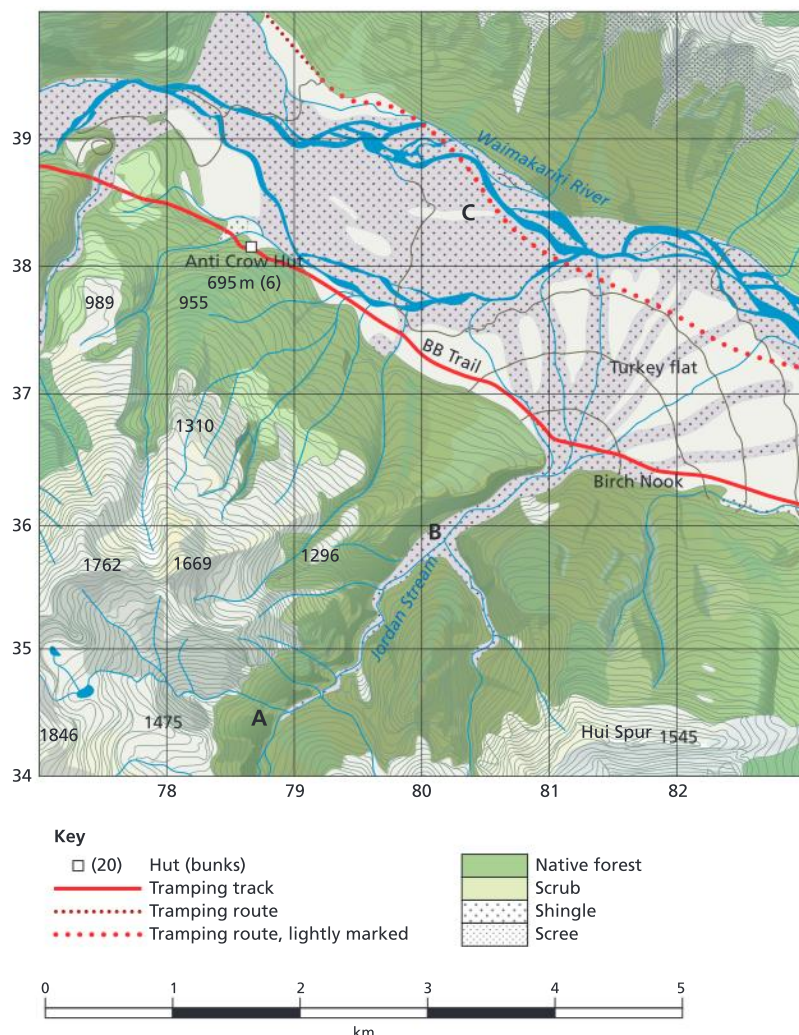 39
Waimakariri River
C
38
Anti Crow Hut
695 m (6)
989
955
BB Trail
Turkey flat
37
1310
Birch Nook
36
B
1762
1669
1296
Jordan Stream
35
A
1475
1846
Hui Spur
1545
34
78
79
80
81
82
Key
(20)
Hut (bunks)
Tramping track
Tramping route
Tramping route, lightly marked
Native forest
Scrub
Shingle
Scree
0
1
2
3
4
5
km